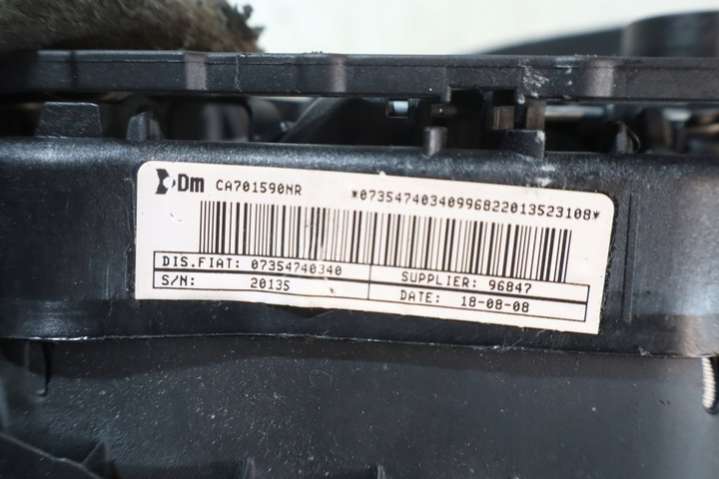 Dm CA701590NR *0735474034099682201352310​8*
DIS.FIAT: 07354740340 SUPPLIER: 96847
S/N: 20135 DATE: 18-08-08